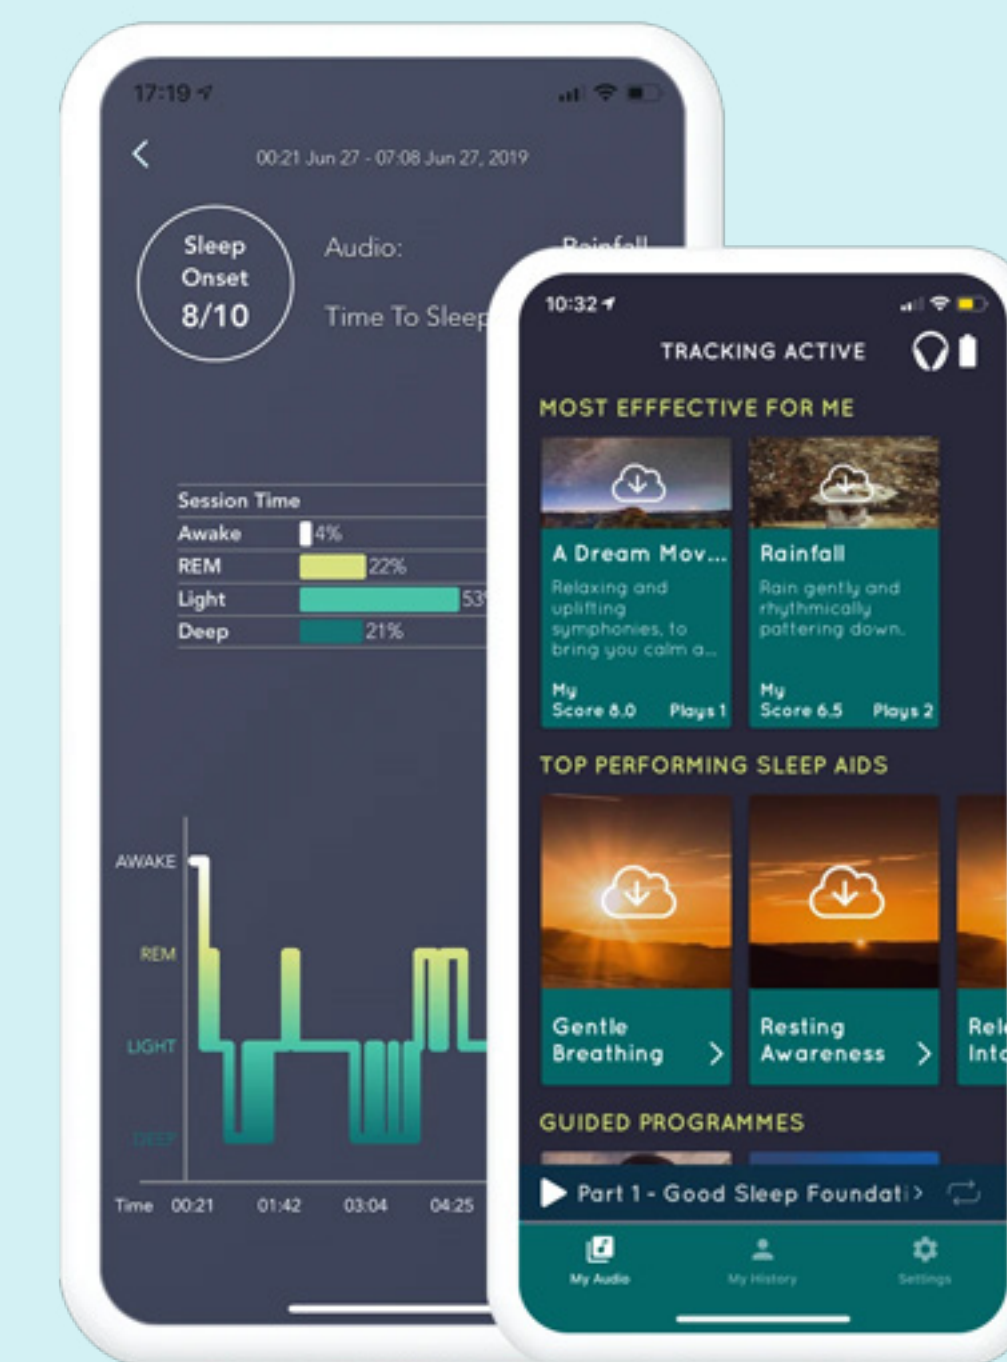 17:19
00:21 Jun 27 - 07:08 Jun 27, 2019
Sleep
Onset
8/10
Audio:
Rainfall
Time To Sleep
Session Time
Awake 4%
REM 22%
Light 53
Deep 21%
AWAKE
REM
LIGHT
DEEP
Time 00:21 01:42 03:04 04:25
10:32
TRACKING ACTIVE
MOST EFFFECTIVE FOR ME
A Dream Mov...
Relaxing and
uplifting
symphonies, to
bring you calm a...
My
Score 8.0 Plays 1
Rainfall
Rain gently and
rhythmically
pattering down.
My
Score 6.5 Plays 2
TOP PERFORMING SLEEP AIDS
Gentle
Breathing
Resting
Awareness
GUIDED PROGRAMMES
Part 1 - Good Sleep Foundati
My Audio
My History
Settings